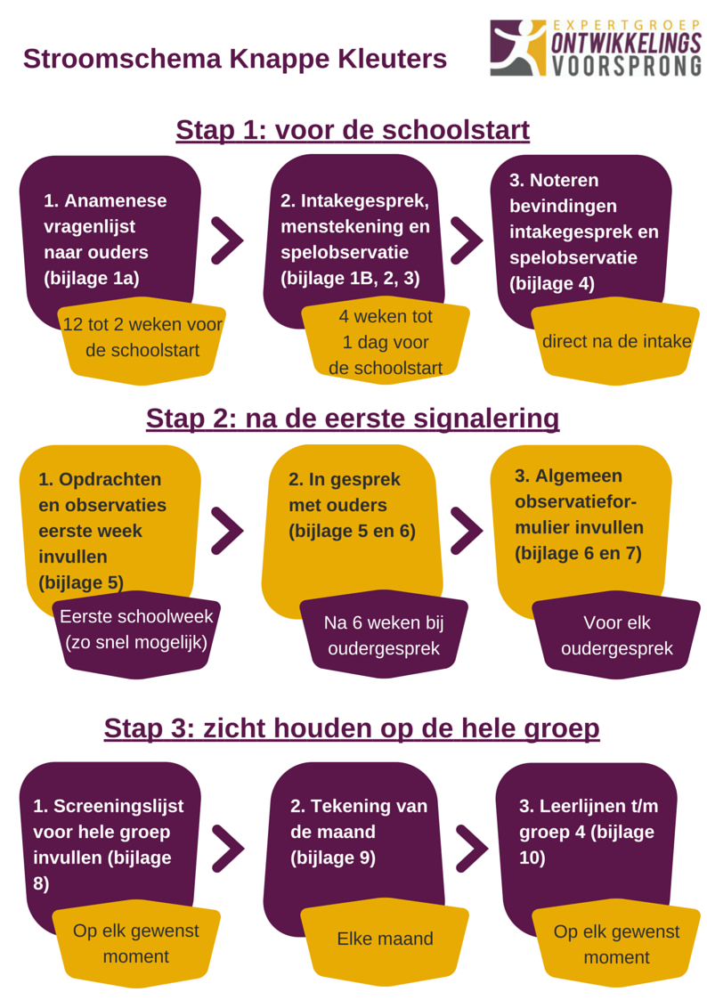 Stroomschema Knappe Kleuters
EXPERTGROEP
ONTWIKKELINGS
VOORSPRONG
Stap 1: voor de schoolstart
1. Anamenese
vragenlijst
naar ouders
(bijlage 1a)
12 tot 2 weken voor
de schoolstart
2. Intakegesprek,
menstekening en
spelobservatie
(bijlage 1B, 2, 3)
4 weken tot
1 dag voor
de schoolstart
3. Noteren
bevindingen
intakegesprek en
spelobservatie
(bijlage 4)
direct na de intake
Stap 2: na de eerste signalering
1. Opdrachten
en observaties
eerste week
invullen
(bijlage 5)
Eerste schoolweek
(zo snel mogelijk)
2. In gesprek
met ouders
(bijlage 5 en 6)
Na 6 weken bij
oudergesprek
3. Algemeen
observatiefor-
mulier invullen
(bijlage 6 en 7)
Voor elk
oudergesprek
Stap 3: zicht houden op de hele groep
1. Screeningslijst
voor hele groep
invullen (bijlage
8)
Op elk gewenst
moment
2. Tekening van
de maand
(bijlage 9)
Elke maand
3. Leerlijnen t/m
groep 4 (bijlage
10)
Op elk gewenst
moment